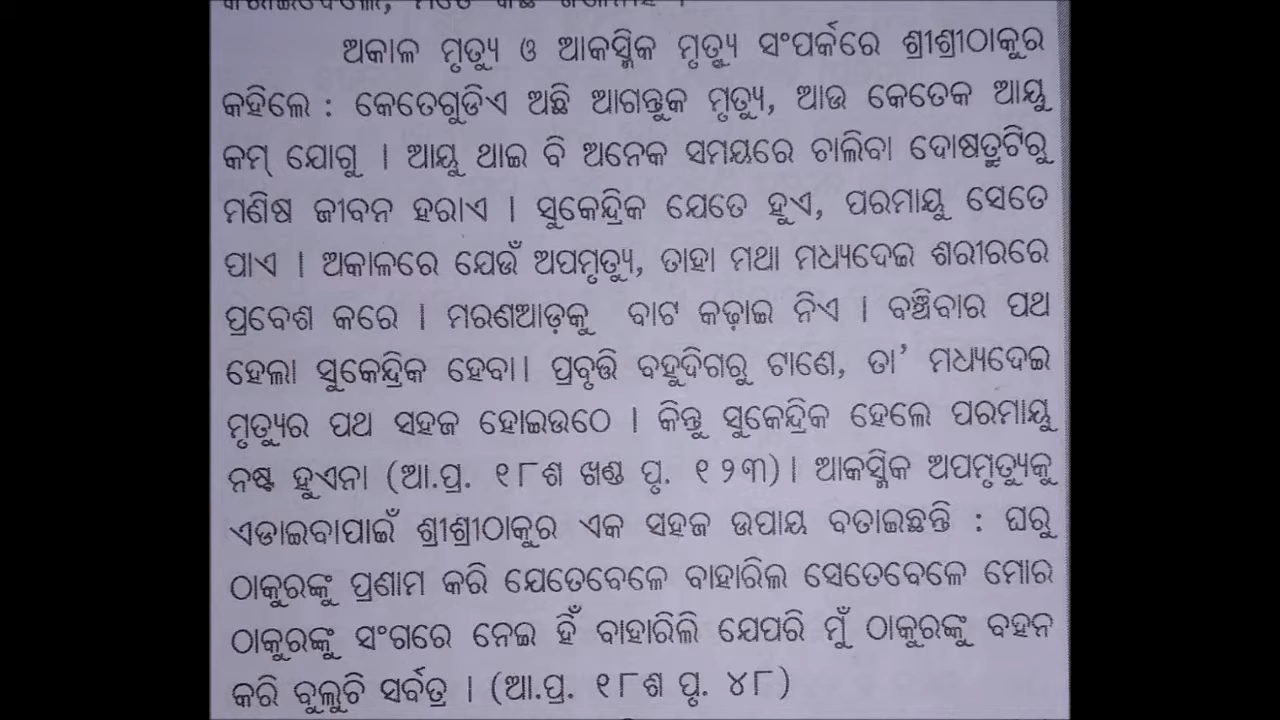 ଅକାଳ ମୃତ୍ୟୁ ଓ ଆକସ୍ମିକ ମୃତ୍ୟୁ ସଂପର୍କରେ ଶ୍ରୀଶ୍ରୀଠାକୁର
କହିଲେ : କେତେଗୁଡିଏ ଅଛି ଆଗନ୍ତୁକ ମୃତ୍ୟୁ, ଆଉ କେତେକ ଆୟୁ
କମ୍ ଯୋଗୁ । ଆୟୁ ଥାଇ ବି ଅନେକ ସମୟରେ ଚାଲିବା ଦୋଷତ୍ରୁଟିରୁ
ମଣିଷ ଜୀବନ ହରାଏ । ସୁକେନ୍ଦ୍ରିକ ଯେତେ ହୁଏ, ପରମାୟୁ ସେତେ
ପାଏ । ଅକାଳରେ ଯେଉଁ ଅପମୃତ୍ୟୁ, ତାହା ମଥା ମଧ୍ୟଦେଇ ଶରୀରରେ
ପ୍ରବେଶ କରେ । ମରଣଆଡ଼କୁ ବାଟ କଢ଼ାଇ ନିଏ । ବଞ୍ଚିବାର ପଥ
ହେଲା ସୁକେନ୍ଦ୍ରିକ ହେବା। ପ୍ରବୃତ୍ତି ବହୁଦିଗରୁ ଟାଣେ, ତା’ ମଧ୍ୟଦେଇ
ମୃତ୍ୟୁର ପଥ ସହଜ ହୋଇଉଠେ । କିନ୍ତୁ ସୁକେନ୍ଦ୍ରିକ ହେଲେ ପରମାୟୁ
ନଷ୍ଟ ହୁଏନା (ଆ.ପ୍ର. ୧୮ଶ ଖଣ୍ଡ ପୃ. ୧୨୩)। ଆକସ୍ମିକ ଅପମୃତ୍ୟୁକୁ
ଏଡାଇବାପାଇଁ ଶ୍ରୀଶ୍ରୀଠାକୁର ଏକ ସହଜ ଉପାୟ ବତାଇଛନ୍ତି : ଘରୁ
ଠାକୁରଙ୍କୁ ପ୍ରଣାମ କରି ଯେତେବେଳେ ବାହାରିଲ ସେତେବେଳେ ମୋର
ଠାକୁରଙ୍କୁ ସଂଗରେ ନେଇ ହିଁ ବାହାରିଲି ଯେପରି ମୁଁ ଠାକୁରଙ୍କୁ ବହନ
କରି ବୁଲୁଚି ସର୍ବତ୍ର । (ଆ.ପ୍ର. ୧୮ଶ ପୃ. ୪୮)